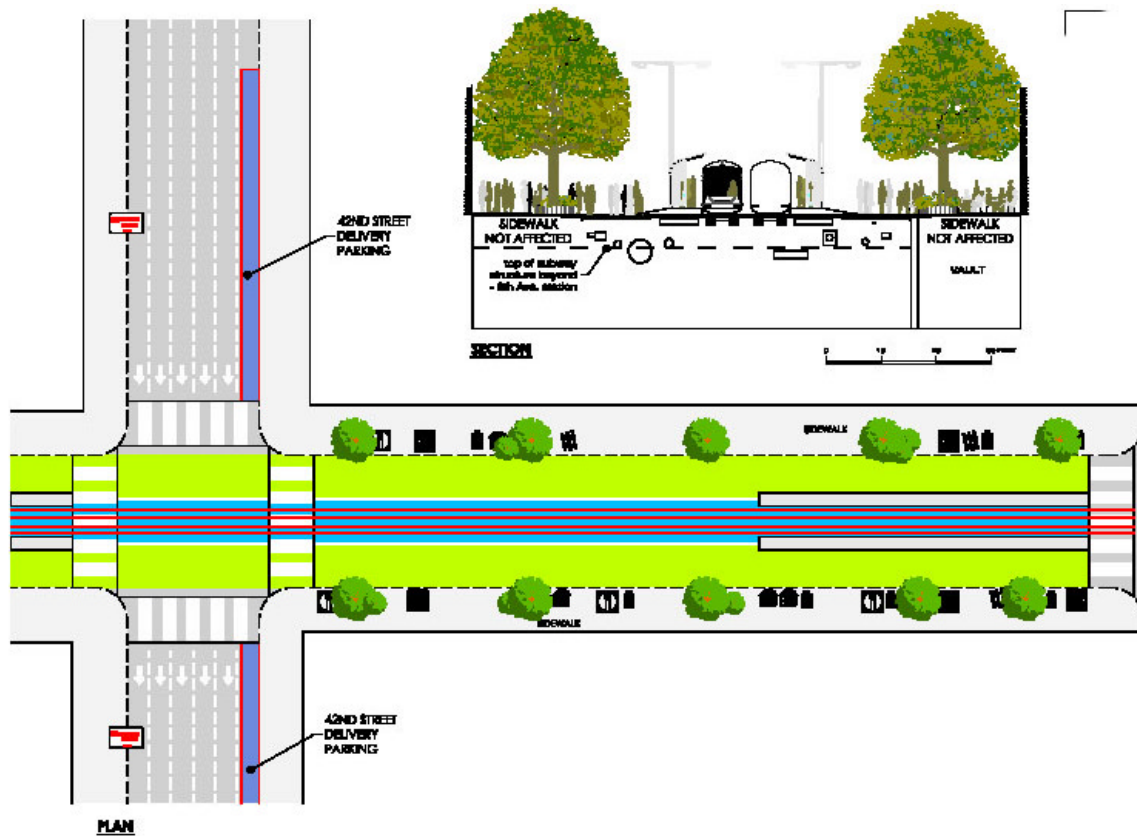 42ND STREET
DELIVERY
PARKING
SIDEWALK
NOT AFFECTED
top of subway
structure beyond
SIDEWALK
NOT AFFECTED
VAULT
SECTION
0
SIDEWALK
SIDEWALK
42ND STREET
DELIVERY
PARKING
PLAN